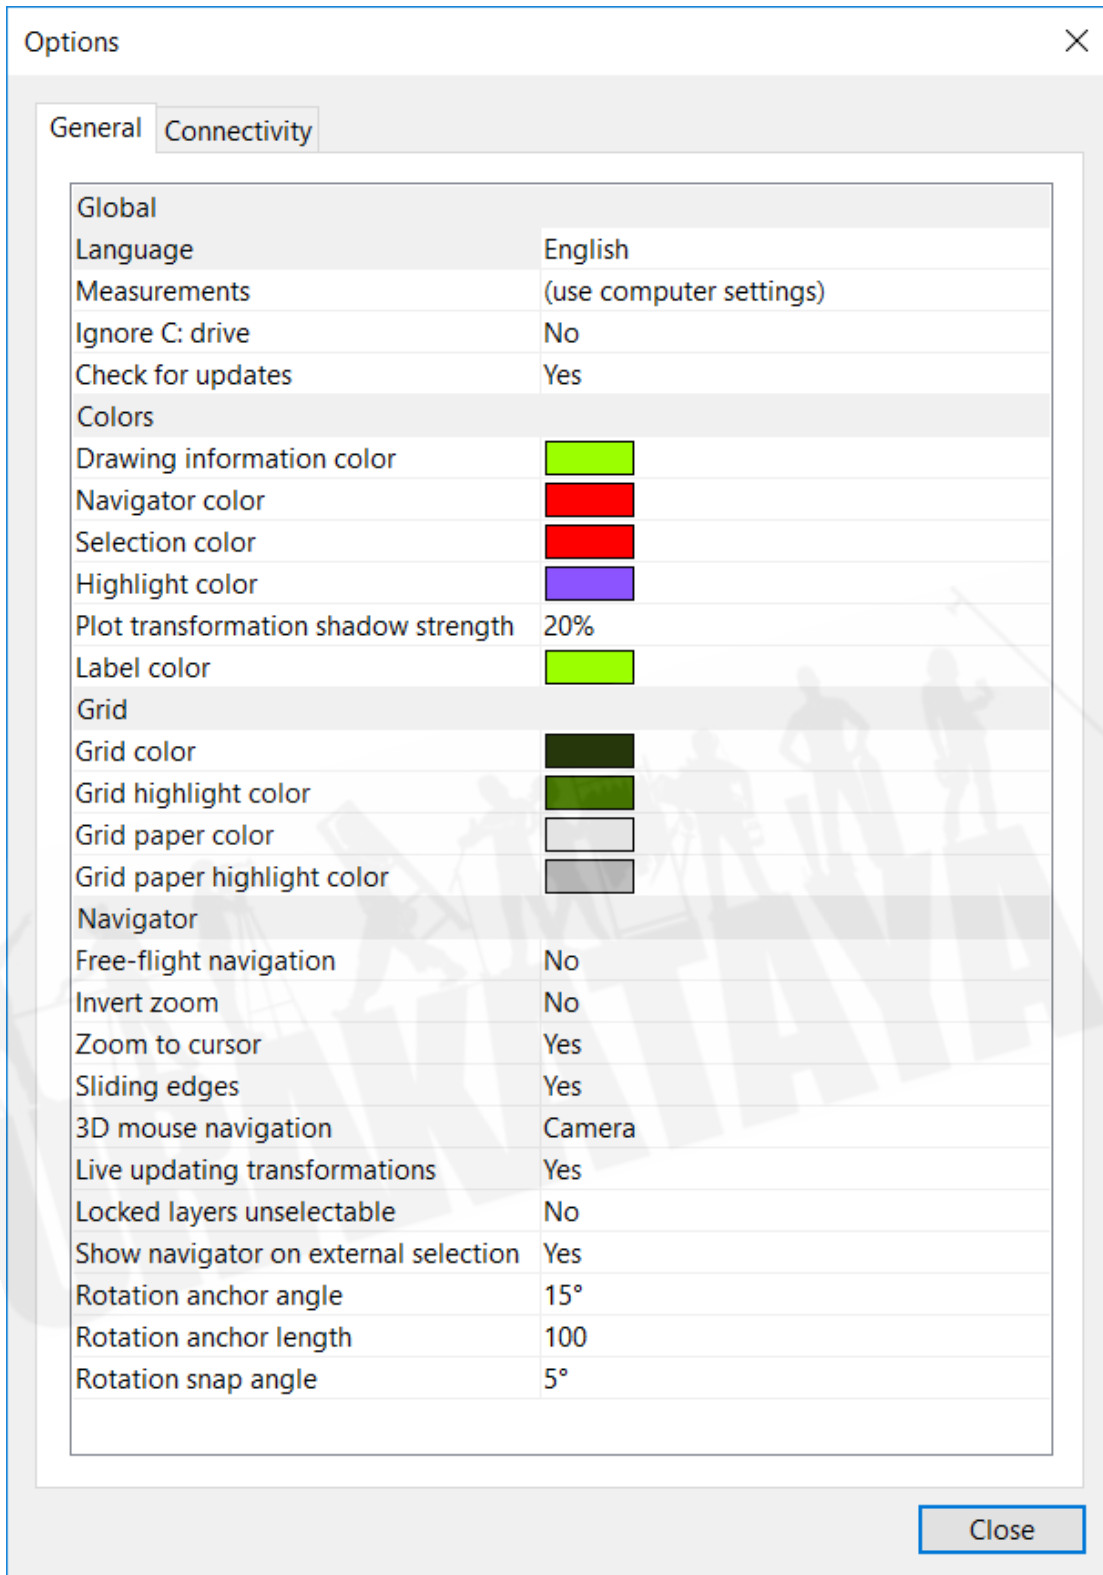 Options
General Connectivity
Global
Language English
Measurements (use computer settings)
Ignore C: drive No
Check for updates Yes
Colors
Drawing information color
Navigator color
Selection color
Highlight color
Plot transformation shadow strength 20%
Label color
Grid
Grid color
Grid highlight color
Grid paper color
Grid paper highlight color
Navigator
Free-flight navigation No
Invert zoom No
Zoom to cursor Yes
Sliding edges Yes
3D mouse navigation Camera
Live updating transformations Yes
Locked layers unselectable No
Show navigator on external selection Yes
Rotation anchor angle 15°
Rotation anchor length 100
Rotation snap angle 5°
Close